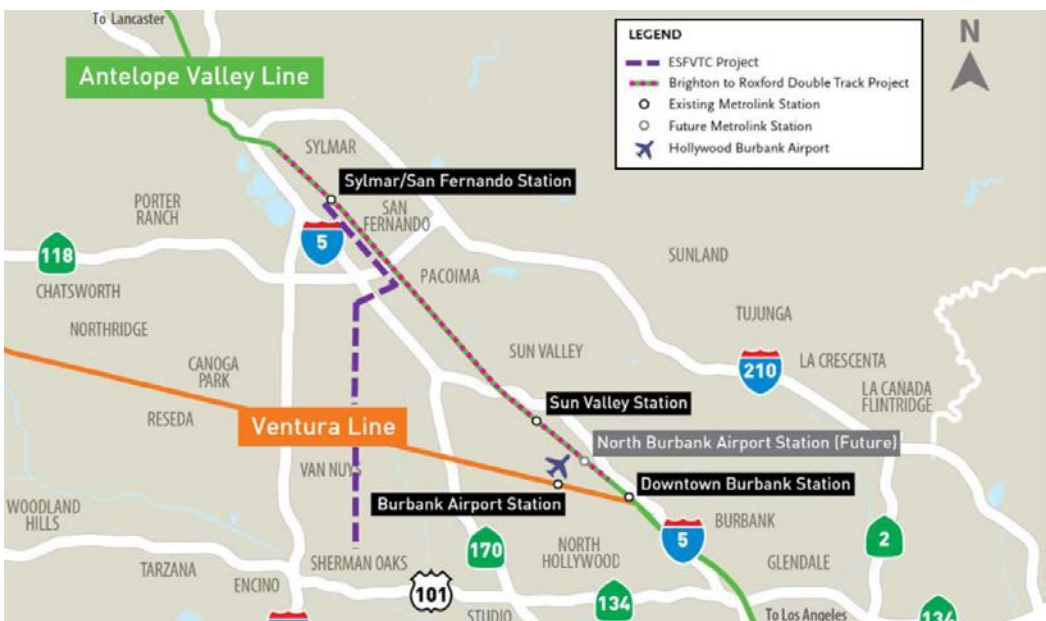 To Lancaster
Antelope Valley Line
LEGEND
ESFVTC Project
Brighton to Roxford Double Track Project
Existing Metrolink Station
Future Metrolink Station
Hollywood Burbank Airport
N
SYLMAR
Sylmar/San Fernando Station
PORTER
RANCH
SAN
FERNANDO
5
118
CHATSWORTH
PACOIMA
SUNLAND
NORTHRIDGE
TUJUNGA
CANOGA
PARK
SUN VALLEY
210
LA CRESCENTA
LA CANADA
FLINTRIDGE
RESEDA
Ventura Line
Sun Valley Station
North Burbank Airport Station (Future)
VAN NUYS
Burbank Airport Station
Downtown Burbank Station
WOODLAND
HILLS
BURBANK
170
5
2
SHERMAN OAKS
NORTH
HOLLYWOOD
GLENDALE
TARZANA
ENCINO
101
134
STUDIO
To Los Angeles
134